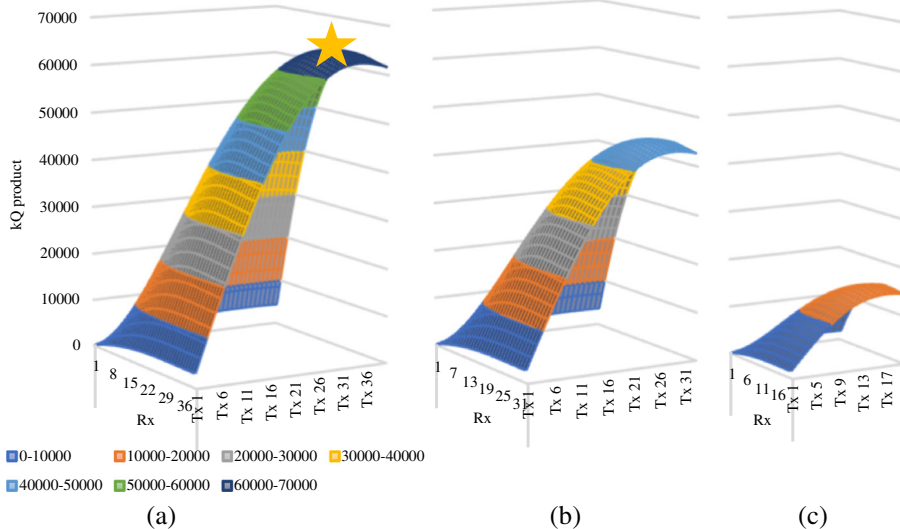 70000
60000
50000
40000
30000
20000
10000
0
kQ product
1
8
15
22
29
36
Rx
Tx 1
Tx 6
Tx 11
Tx 16
Tx 21
Tx 26
Tx 31
Tx 36
1
7
13
19
25
31
Rx
Tx 1
Tx 6
Tx 11
Tx 16
Tx 21
Tx 26
Tx 31
1
6
11
16
Rx
Tx 1
Tx 5
Tx 9
Tx 13
Tx 17
0-10000 10000-20000 20000-30000 30000-40000
40000-50000 50000-60000 60000-70000
(a) (b) (c)